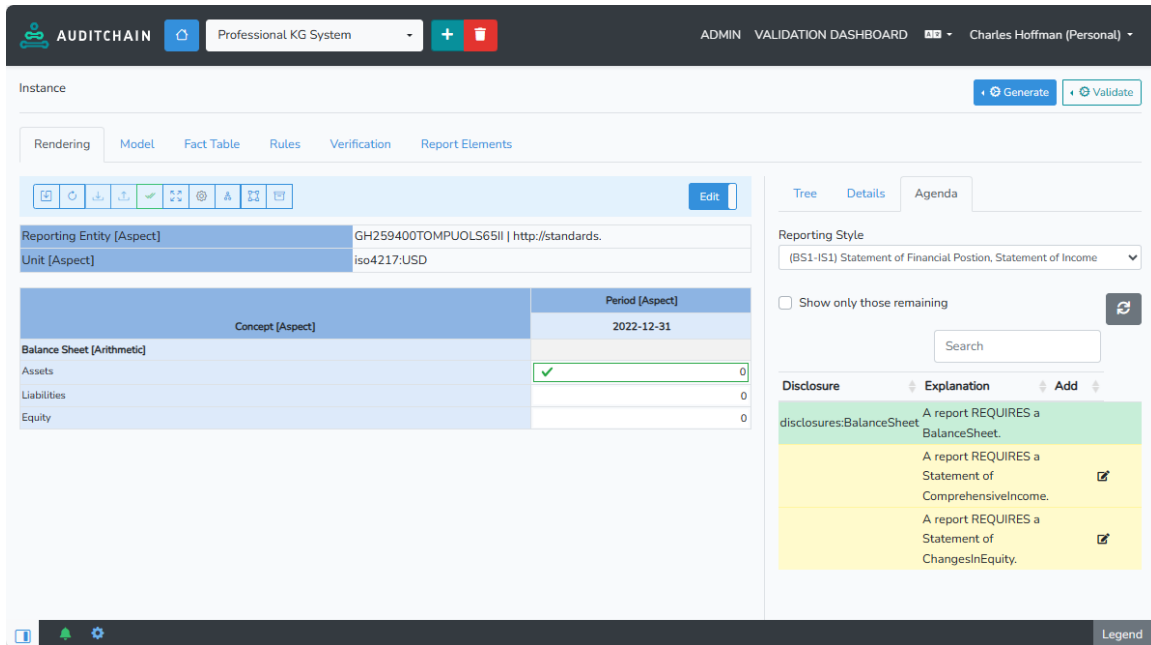 AUDITCHAIN
Professional KG System
ADMIN
VALIDATION DASHBOARD
Charles Hoffman (Personal)
Instance
Generate
Validate
Rendering
Model
Fact Table
Rules
Verification
Report Elements
Edit
Reporting Entity [Aspect]
GH259400TOMPUOLS65II | http://standards.
Unit [Aspect]
iso4217:USD
Period [Aspect]
Concept [Aspect]
2022-12-31
Balance Sheet [Arithmetic]
Assets
0
Liabilities
0
Equity
0
Tree
Details
Agenda
Reporting Style
(BS1-IS1) Statement of Financial Postion, Statement of Income
Show only those remaining
Search
Disclosure
Explanation
Add
disclosures:BalanceSheet
A report REQUIRES a
BalanceSheet.
A report REQUIRES a
Statement of
ComprehensiveIncome.
A report REQUIRES a
Statement of
ChangesInEquity.
Legend